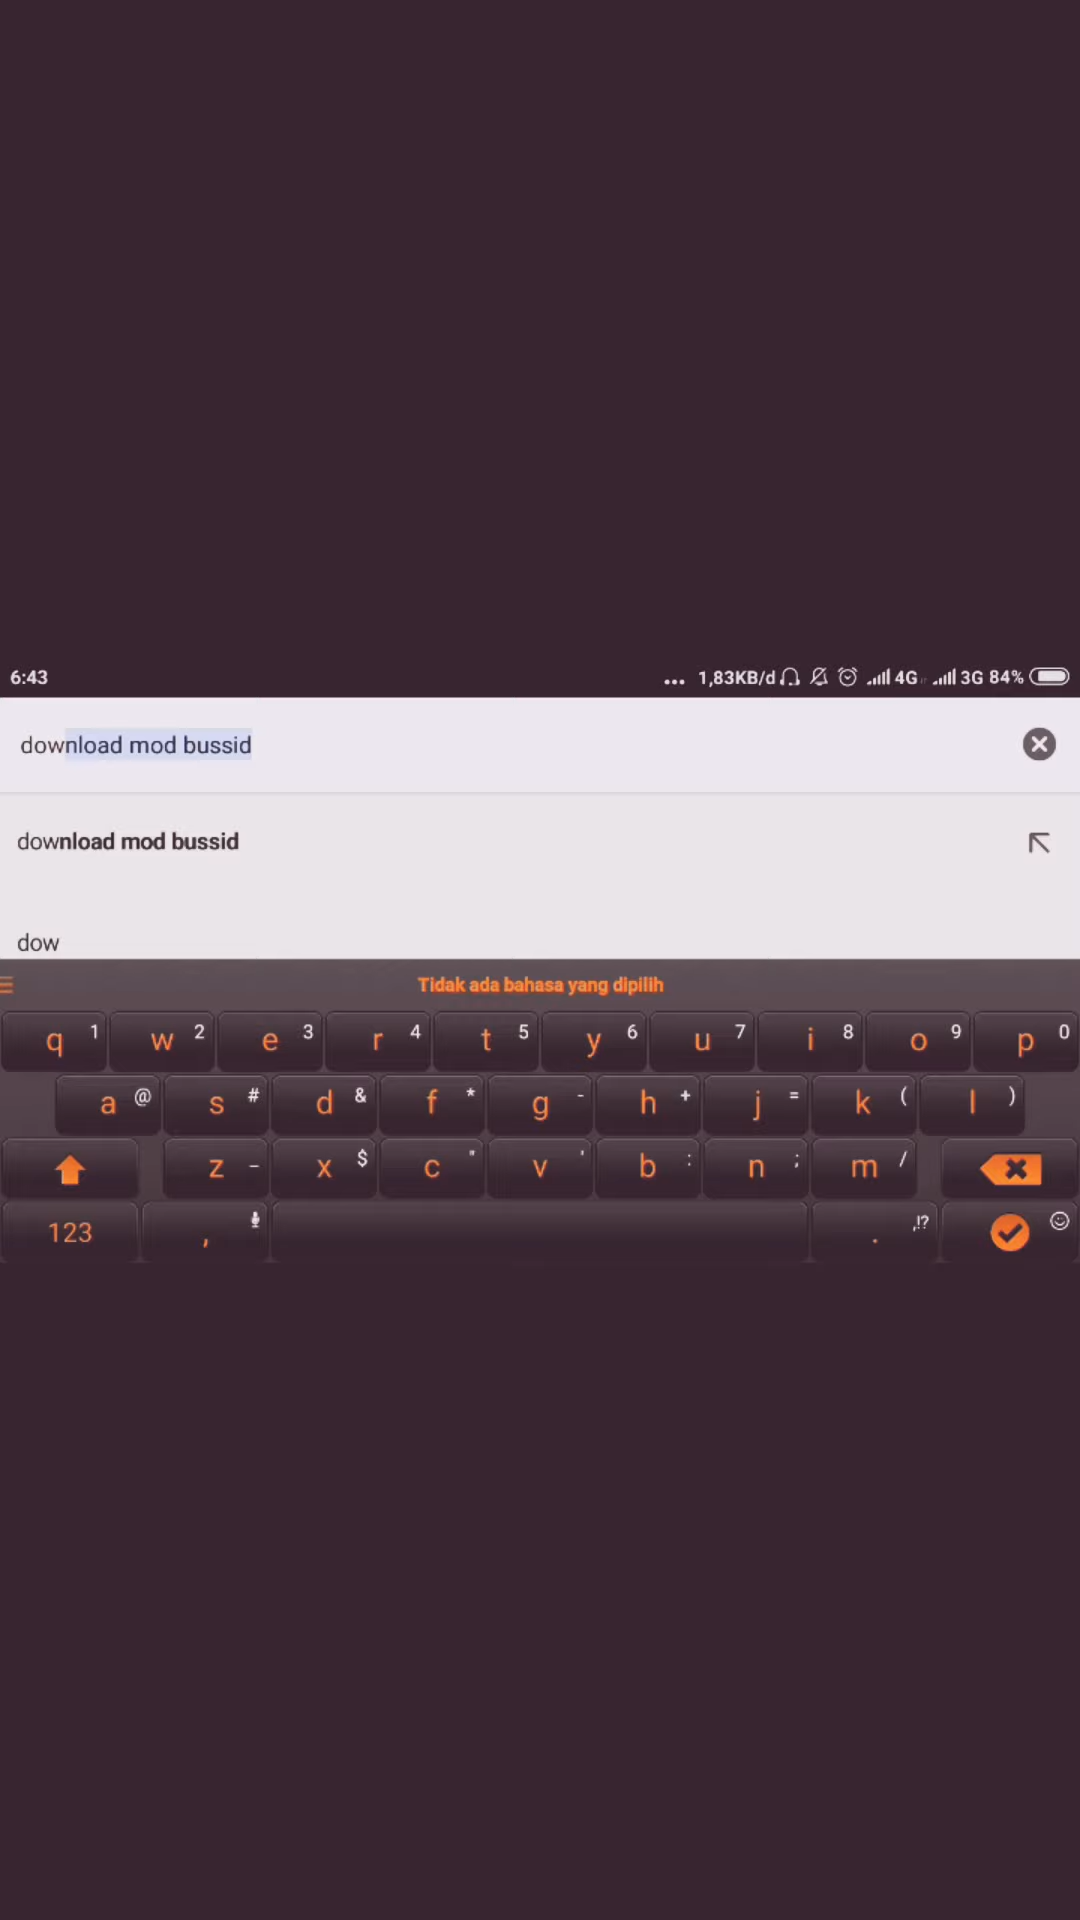 6:43 ... 1,83KB/d 4G 3G 84%
download mod bussid
download mod bussid
dow
Tidak ada bahasa yang dipilih
q 1 w 2 e 3 r 4 t 5 y 6 u 7 i 8 o 9 p 0
a @ s # d & f * g - h + j = k ( l )
z _ x $ c " v ' b : n ; m /
123 , . ,!?